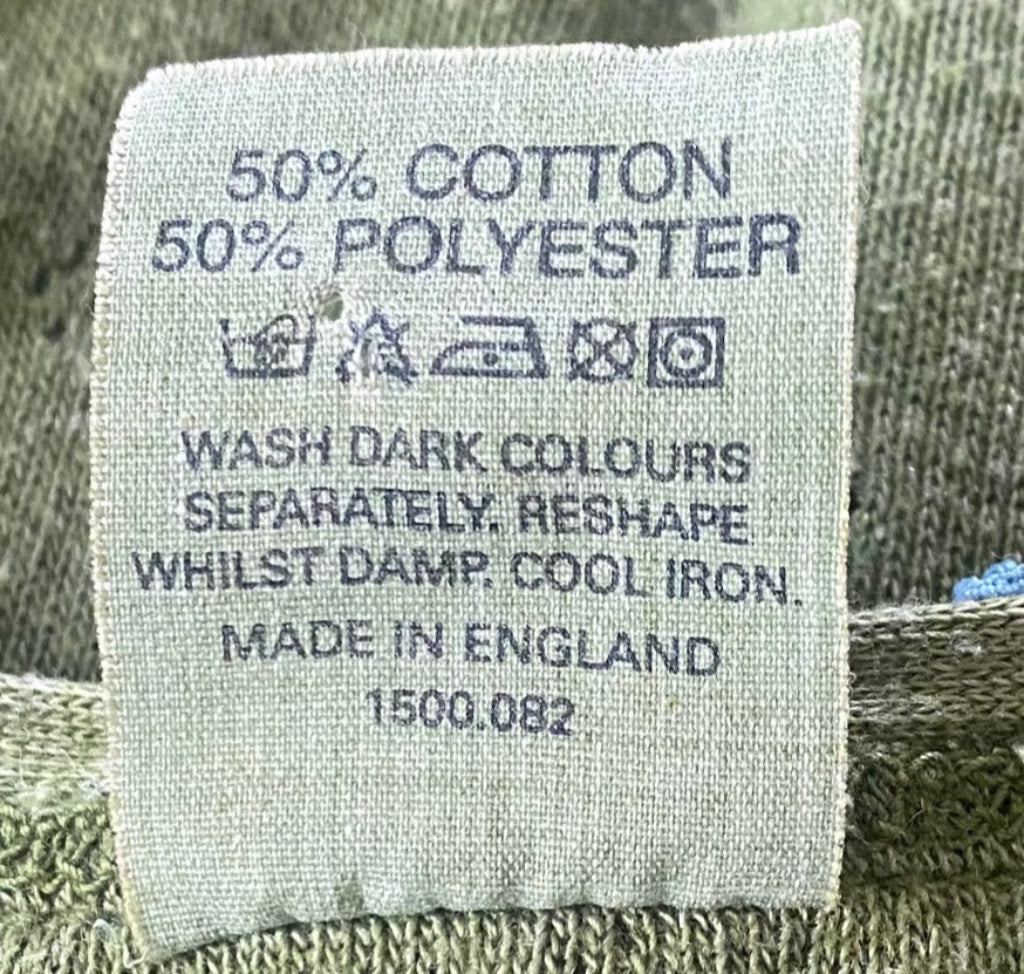 50% COTTON
50% POLYESTER
WASH DARK COLOURS
SEPARATELY. RESHAPE
WHILST DAMP. COOL IRON.
MADE IN ENGLAND
1500.082